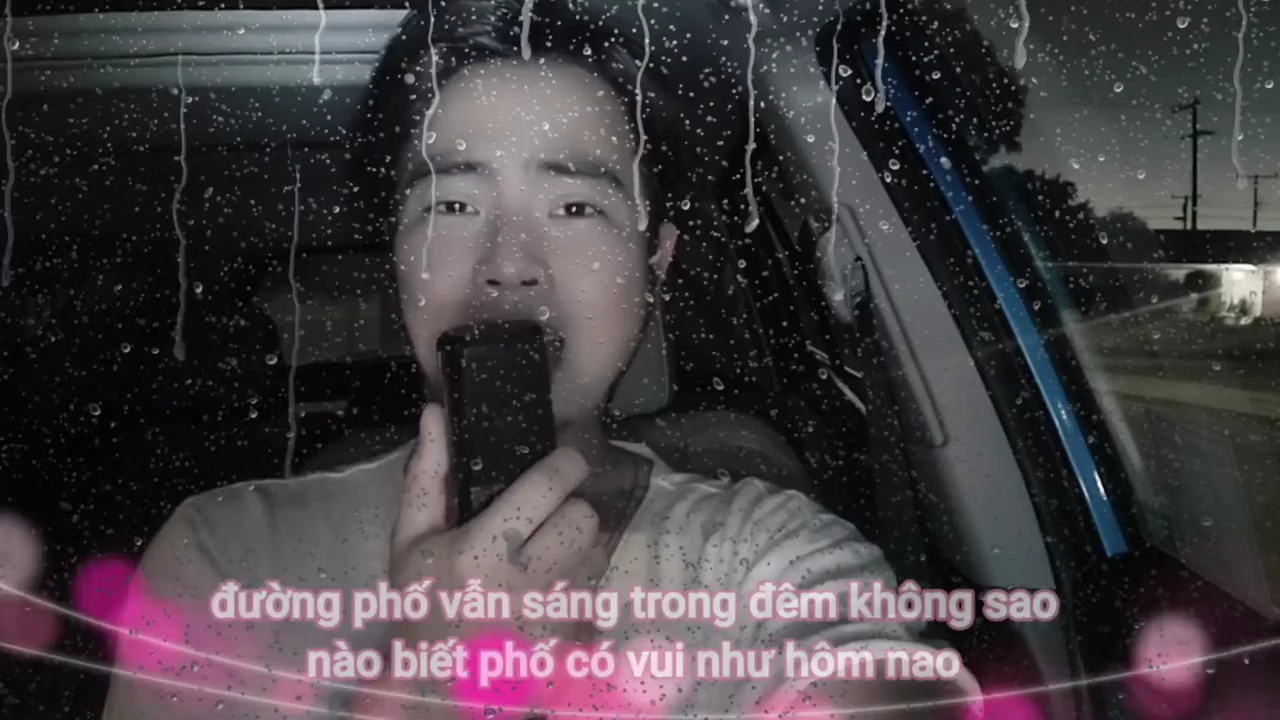 đường phố vẫn sáng trong đêm không sao
nào biết phố có vui như hôm nao